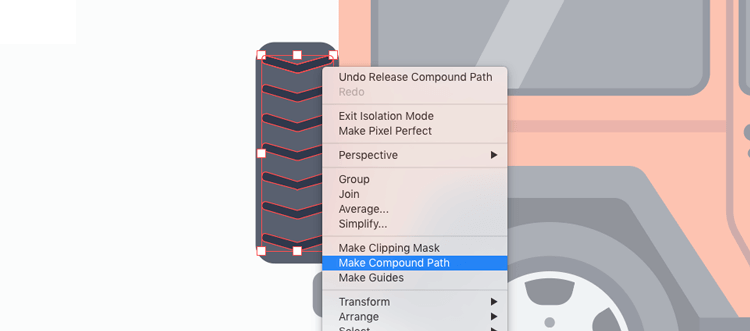 Undo Release Compound Path
Redo
Exit Isolation Mode
Make Pixel Perfect
Perspective
Group
Join
Average...
Simplify...
Make Clipping Mask
Make Compound Path
Make Guides
Transform
Arrange
Select